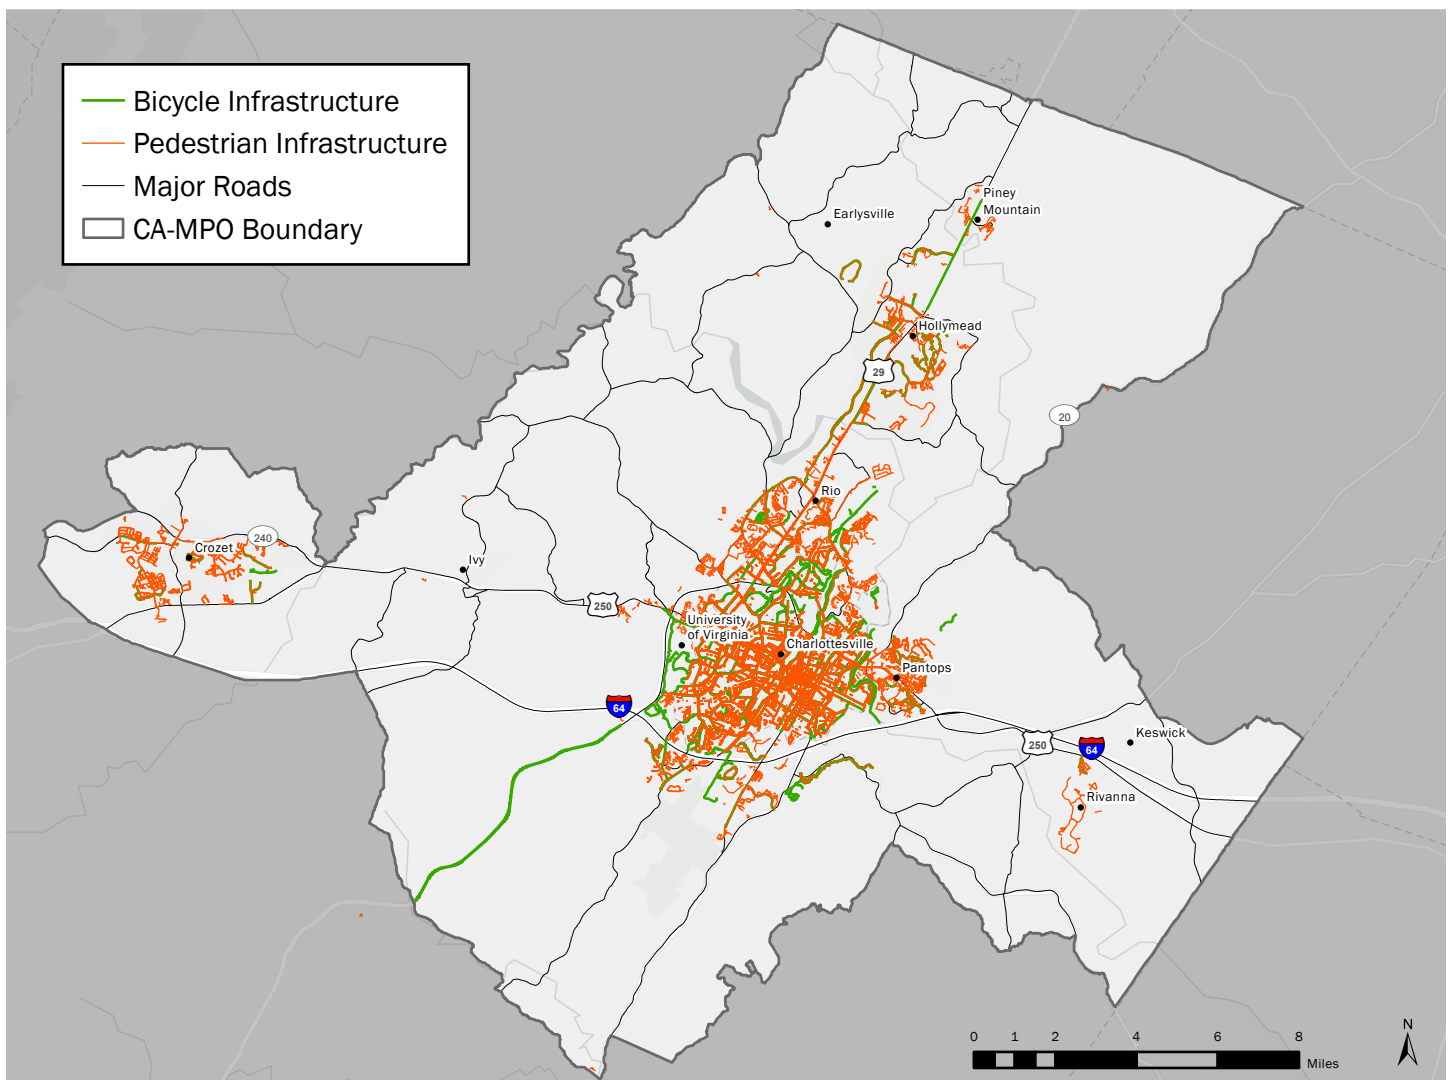 Bicycle Infrastructure
Pedestrian Infrastructure
Major Roads
CA-MPO Boundary
Piney
Mountain
Earlysville
Hollymead
29
20
Rio
Crozet
240
Ivy
250
University
of Virginia
Charlottesville
Pantops
64
Keswick
250
64
Rivanna
N
0 1 2 4 6 8
Miles